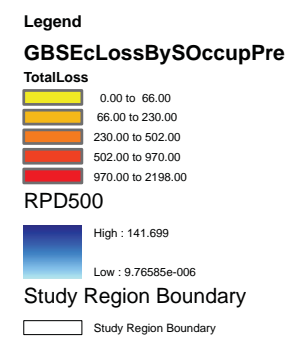 Legend
GBSEcLossBySOccupPre
TotalLoss
0.00 to 66.00
66.00 to 230.00
230.00 to 502.00
502.00 to 970.00
970.00 to 2198.00
RPD500
High : 141.699
Low : 9.76585e-006
Study Region Boundary
Study Region Boundary